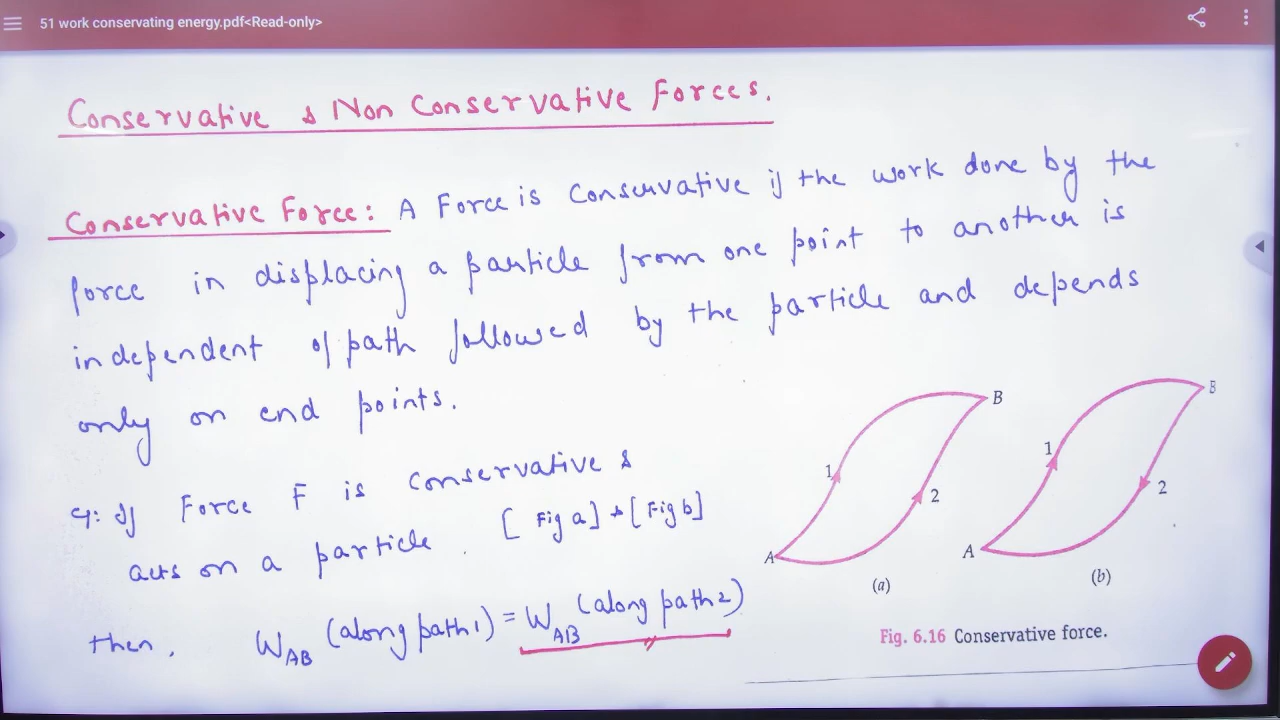 51 work conservating energy.pdf<Read-only>
Conservative & Non Conservative Forces.
Conservative Force: A Force is Conservative if the work done by the
force in displacing a particle from one point to another is
independent of path followed by the particle and depends
only on end points.
eg: If Force F is conservative &
acts on a particle. [Fig a] & [Fig b]
then, W_AB (along path 1) = W_AB (along path 2)
1 B 2 A
(a)
1 B 2 A
(b)
Fig. 6.16 Conservative force.